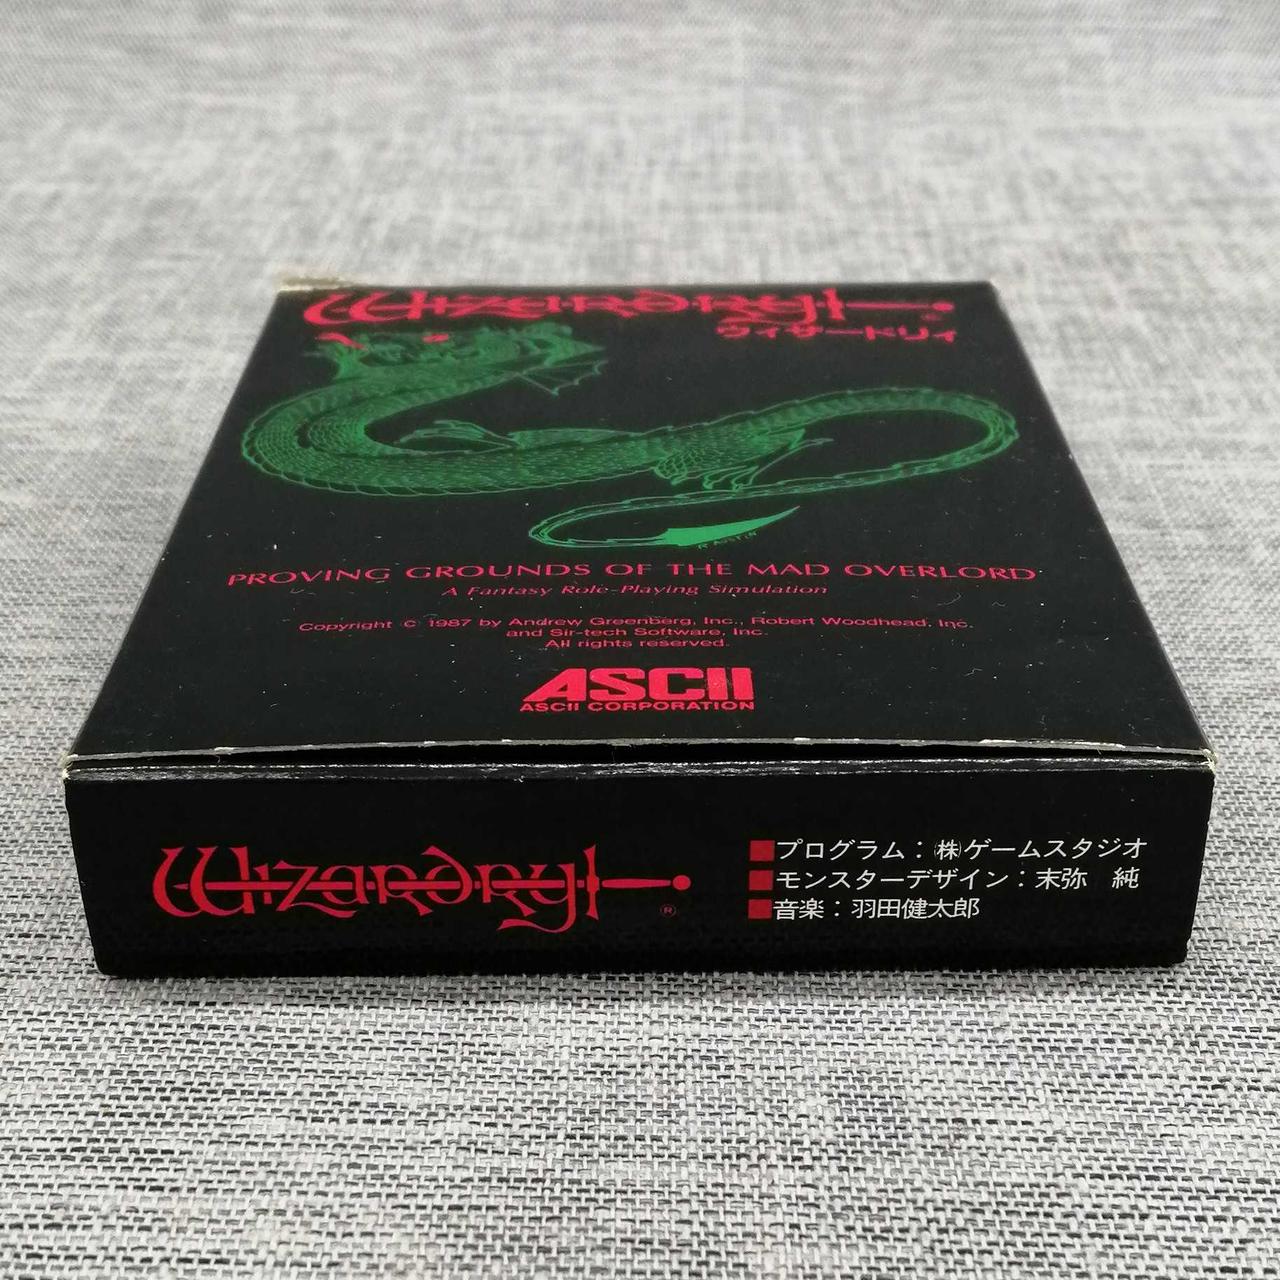 Wizardry
ウィザードリィ
R AUSTIN
PROVING GROUNDS OF THE MAD OVERLORD
A Fantasy Role-Playing Simulation
Copyright © 1987 by Andrew Greenberg, Inc., Robert Woodhead, Inc.
and Sir-tech Software, Inc.
All rights reserved.
ASCII
ASCII CORPORATION
Wizardry ®
■プログラム：㈱ゲームスタジオ
■モンスターデザイン：末弥 純
■音楽：羽田健太郎